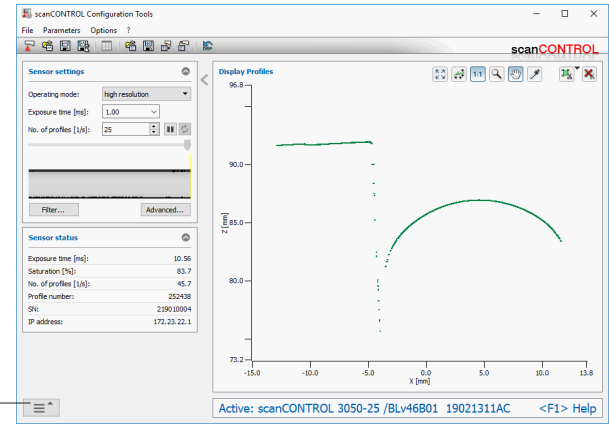 scanCONTROL Configuration Tools
File Parameters Options ?
scanCONTROL
Sensor settings
Operating mode: high resolution
Exposure time [ms]: 1.00
No. of profiles [1/s]: 25
Filter... Advanced...
Sensor status
Exposure time [ms]: 10.56
Saturation [%]: 83.7
No. of profiles [1/s]: 45.7
Profile number: 252438
SN: 219010004
IP address: 172.23.22.1
Display Profiles
1:1
96.8
90.0
85.0
Z [mm]
80.0
73.2
-15.0 -10.0 -5.0 0.0 5.0 10.0 13.8
X [mm]
Active: scanCONTROL 3050-25 /BLv46B01 19021311AC <F1> Help